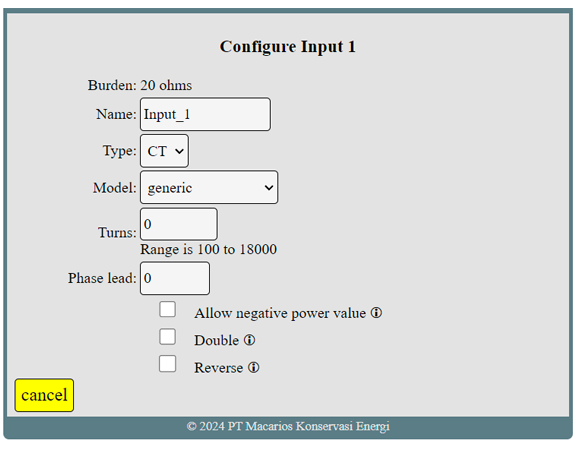 Configure Input 1
Burden: 20 ohms
Name: Input_1
Type: CT
Model: generic
Turns: 0
Range is 100 to 18000
Phase lead: 0
Allow negative power value 🛈
Double 🛈
Reverse 🛈
cancel
© 2024 PT Macarios Konservasi Energi